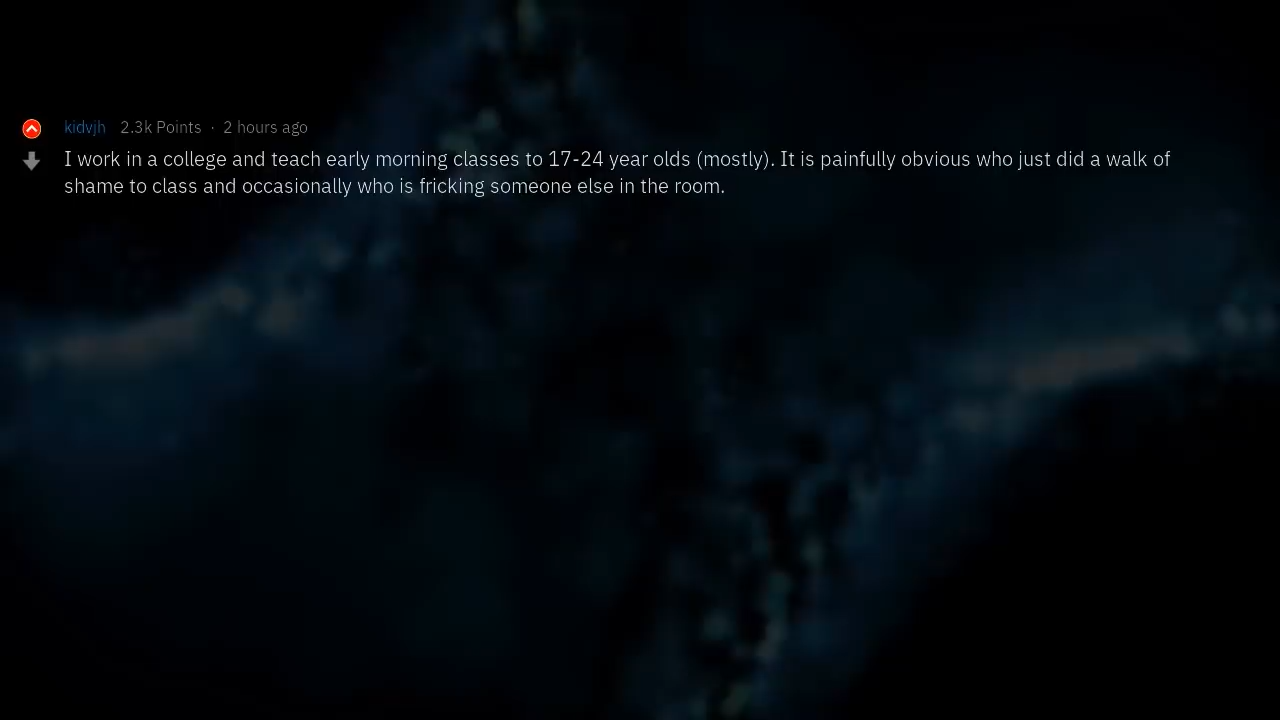 kidvjh 2.3k Points · 2 hours ago
I work in a college and teach early morning classes to 17-24 year olds (mostly). It is painfully obvious who just did a walk of
shame to class and occasionally who is fricking someone else in the room.